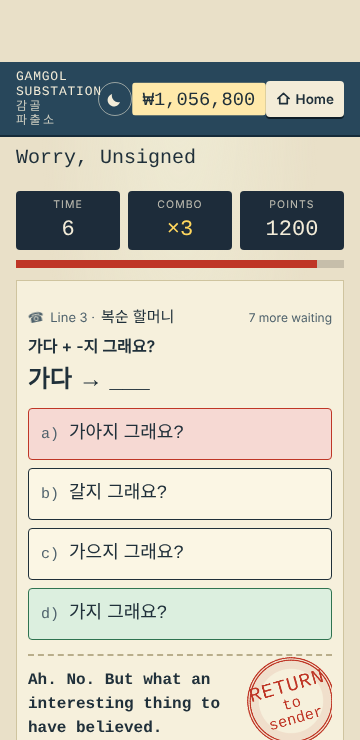 GAMGOL
SUBSTATION
감골
파출소
₩1,056,800
Home
Worry, Unsigned
TIME
6
COMBO
×3
POINTS
1200
☎ Line 3 · 복순 할머니
7 more waiting
가다 + -지 그래요?
가다 → ___
a) 가아지 그래요?
b) 갈지 그래요?
c) 가으지 그래요?
d) 가지 그래요?
Ah. No. But what an
interesting thing to
have believed.
RETURN
to
sender